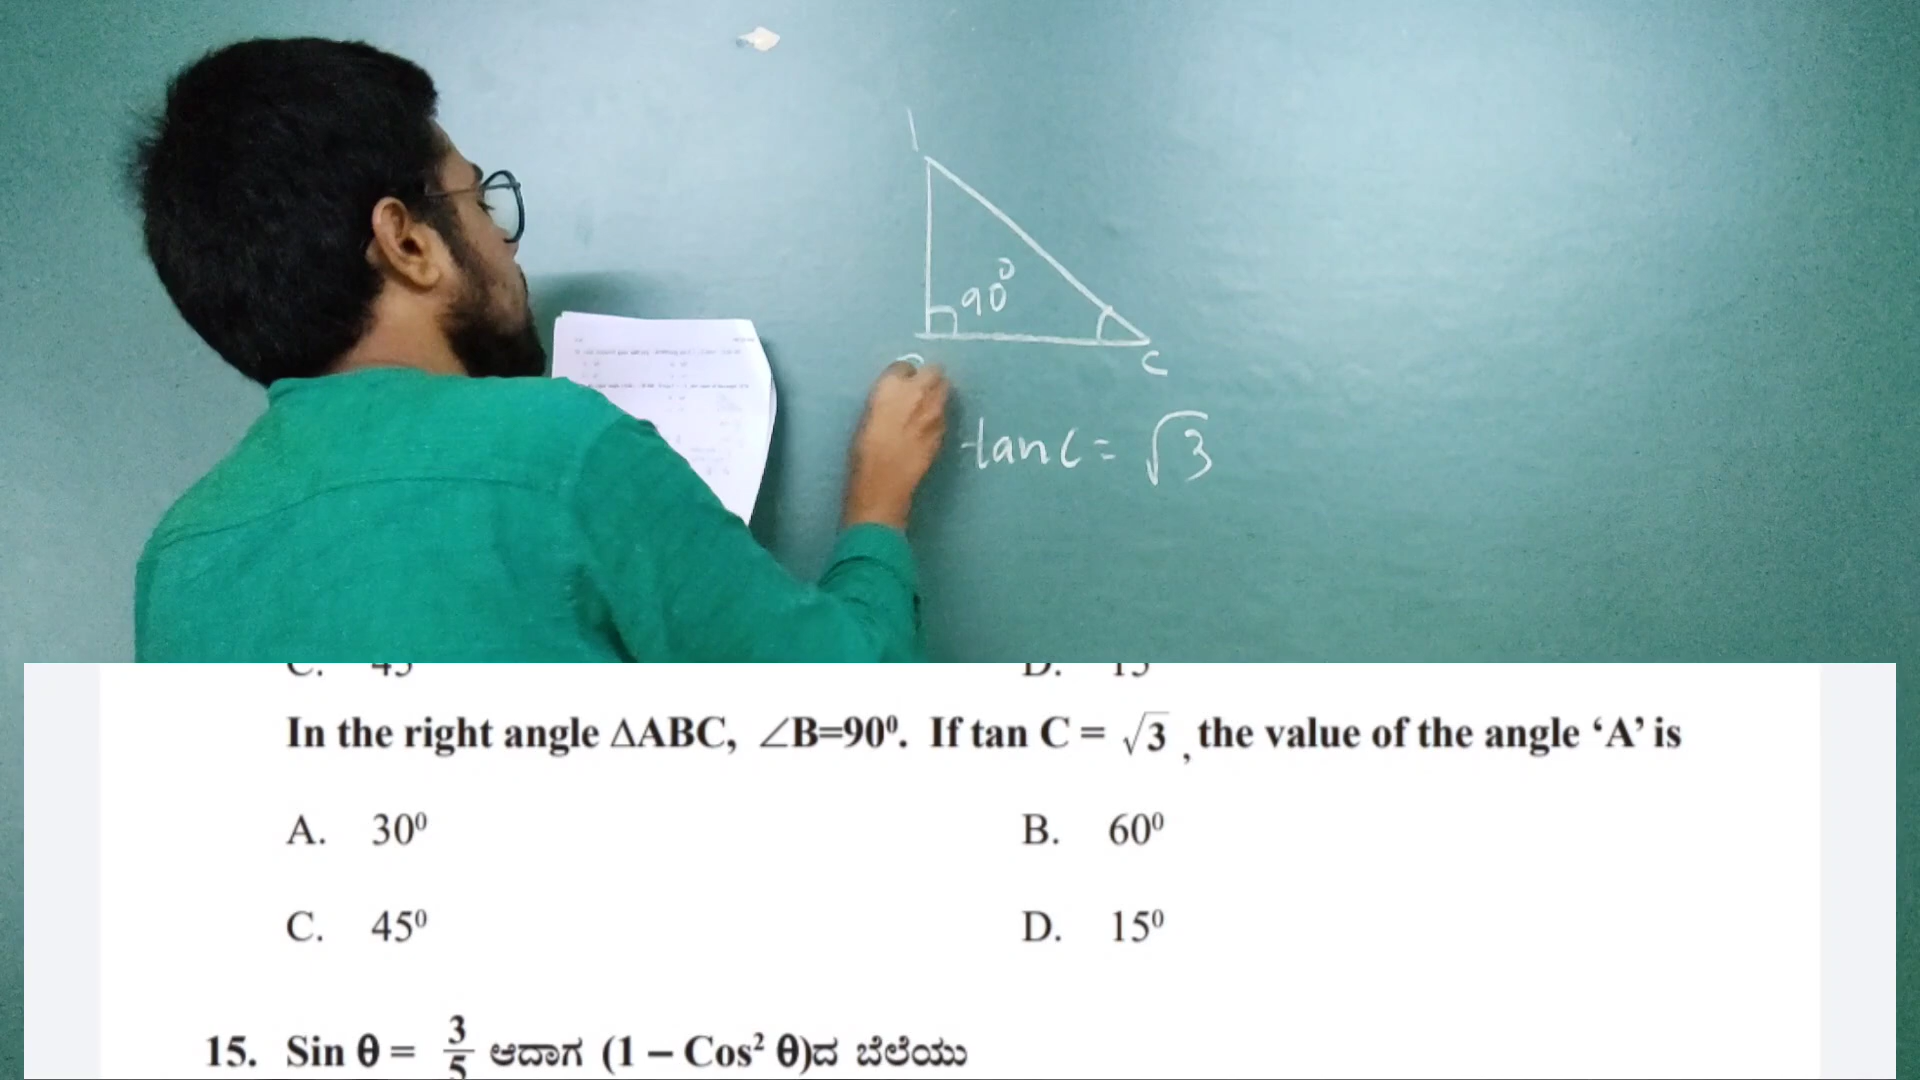 90°
C
tan C = √3
In the right angle ΔABC, ∠B=90⁰. If tan C = √3 , the value of the angle ‘A’ is
A. 30⁰ B. 60⁰
C. 45⁰ D. 15⁰
15. Sin θ = 3/5 ಆದಾಗ (1 – Cos² θ)ದ ಬೆಲೆಯು